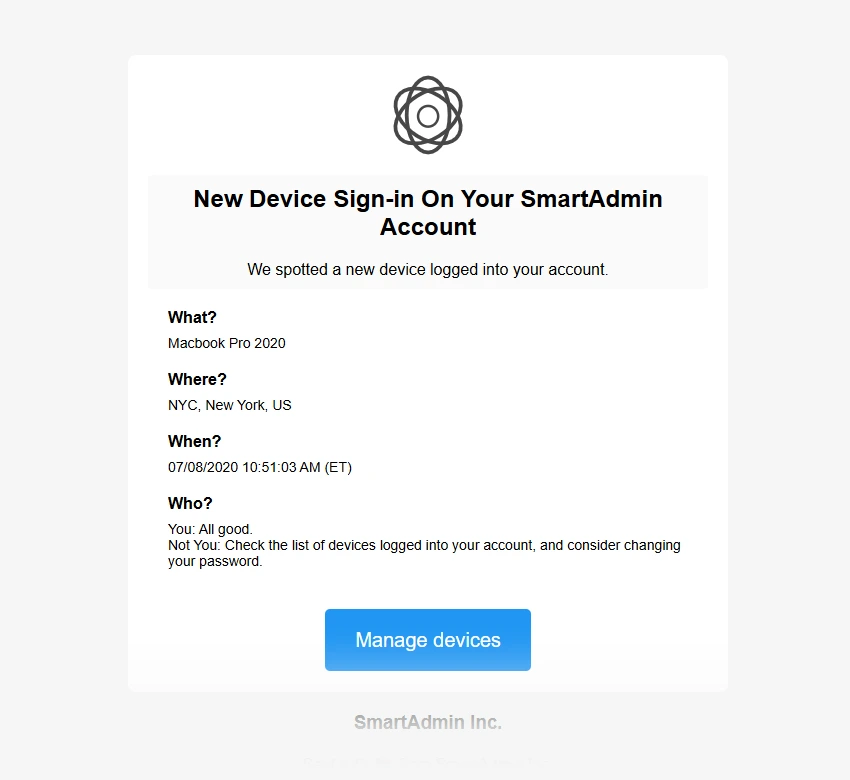 New Device Sign-in On Your SmartAdmin
Account
We spotted a new device logged into your account.
What?
Macbook Pro 2020
Where?
NYC, New York, US
When?
07/08/2020 10:51:03 AM (ET)
Who?
You: All good.
Not You: Check the list of devices logged into your account, and consider changing
your password.
Manage devices
SmartAdmin Inc.